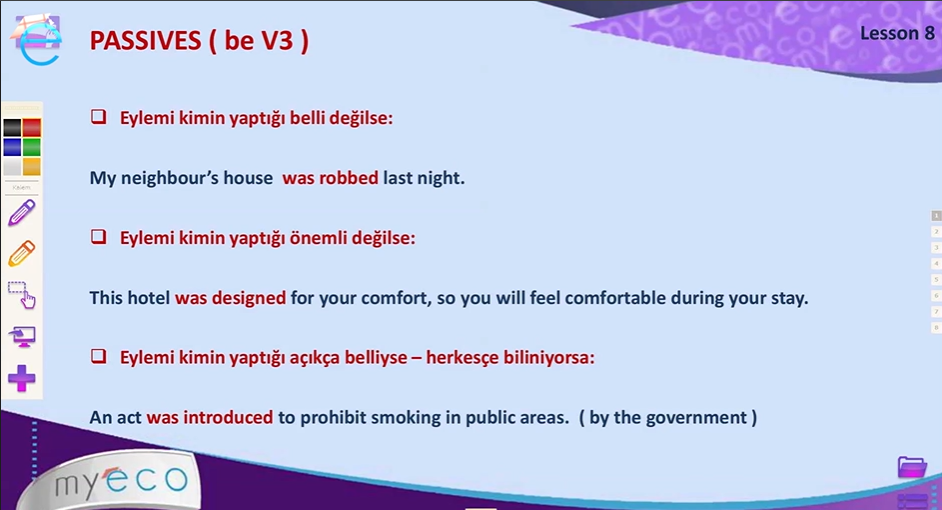 Lesson 8
PASSIVES ( be V3 )
Eylemi kimin yaptığı belli değilse:
My neighbour’s house was robbed last night.
Eylemi kimin yaptığı önemli değilse:
This hotel was designed for your comfort, so you will feel comfortable during your stay.
Eylemi kimin yaptığı açıkça belliyse – herkesçe biliniyorsa:
An act was introduced to prohibit smoking in public areas. ( by the government )
myeco
1
2
3
4
5
6
7
8